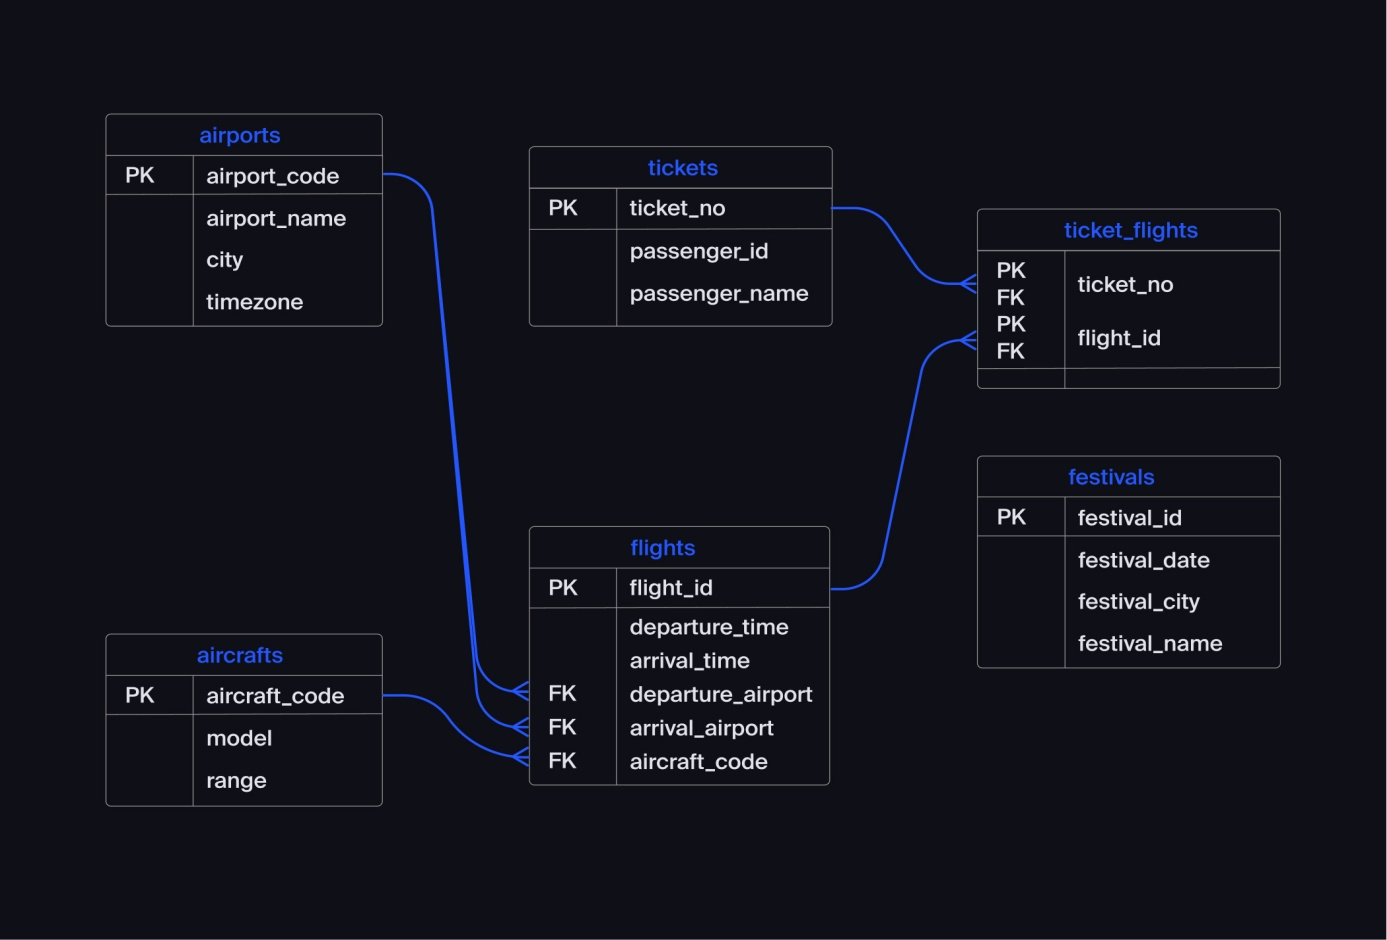 airports
PK airport_code
airport_name
city
timezone
tickets
PK ticket_no
passenger_id
passenger_name
ticket_flights
PK
FK
ticket_no
PK
FK
flight_id
festivals
PK festival_id
festival_date
festival_city
festival_name
flights
PK flight_id
departure_time
arrival_time
FK departure_airport
FK arrival_airport
FK aircraft_code
aircrafts
PK aircraft_code
model
range